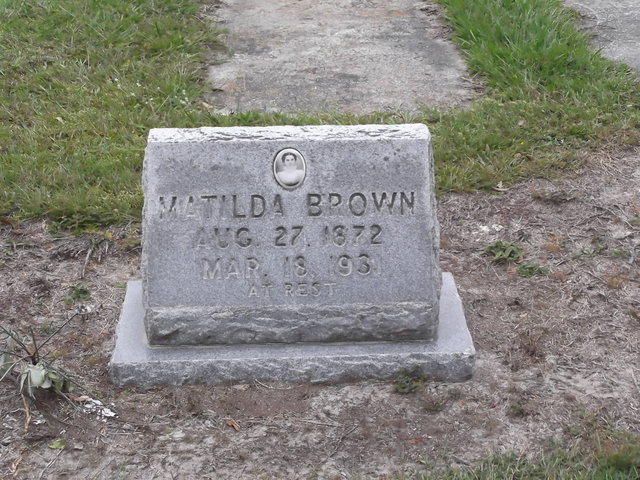 MATILDA BROWN
AUG. 27, 1872
MAR. 18, 1931
AT REST